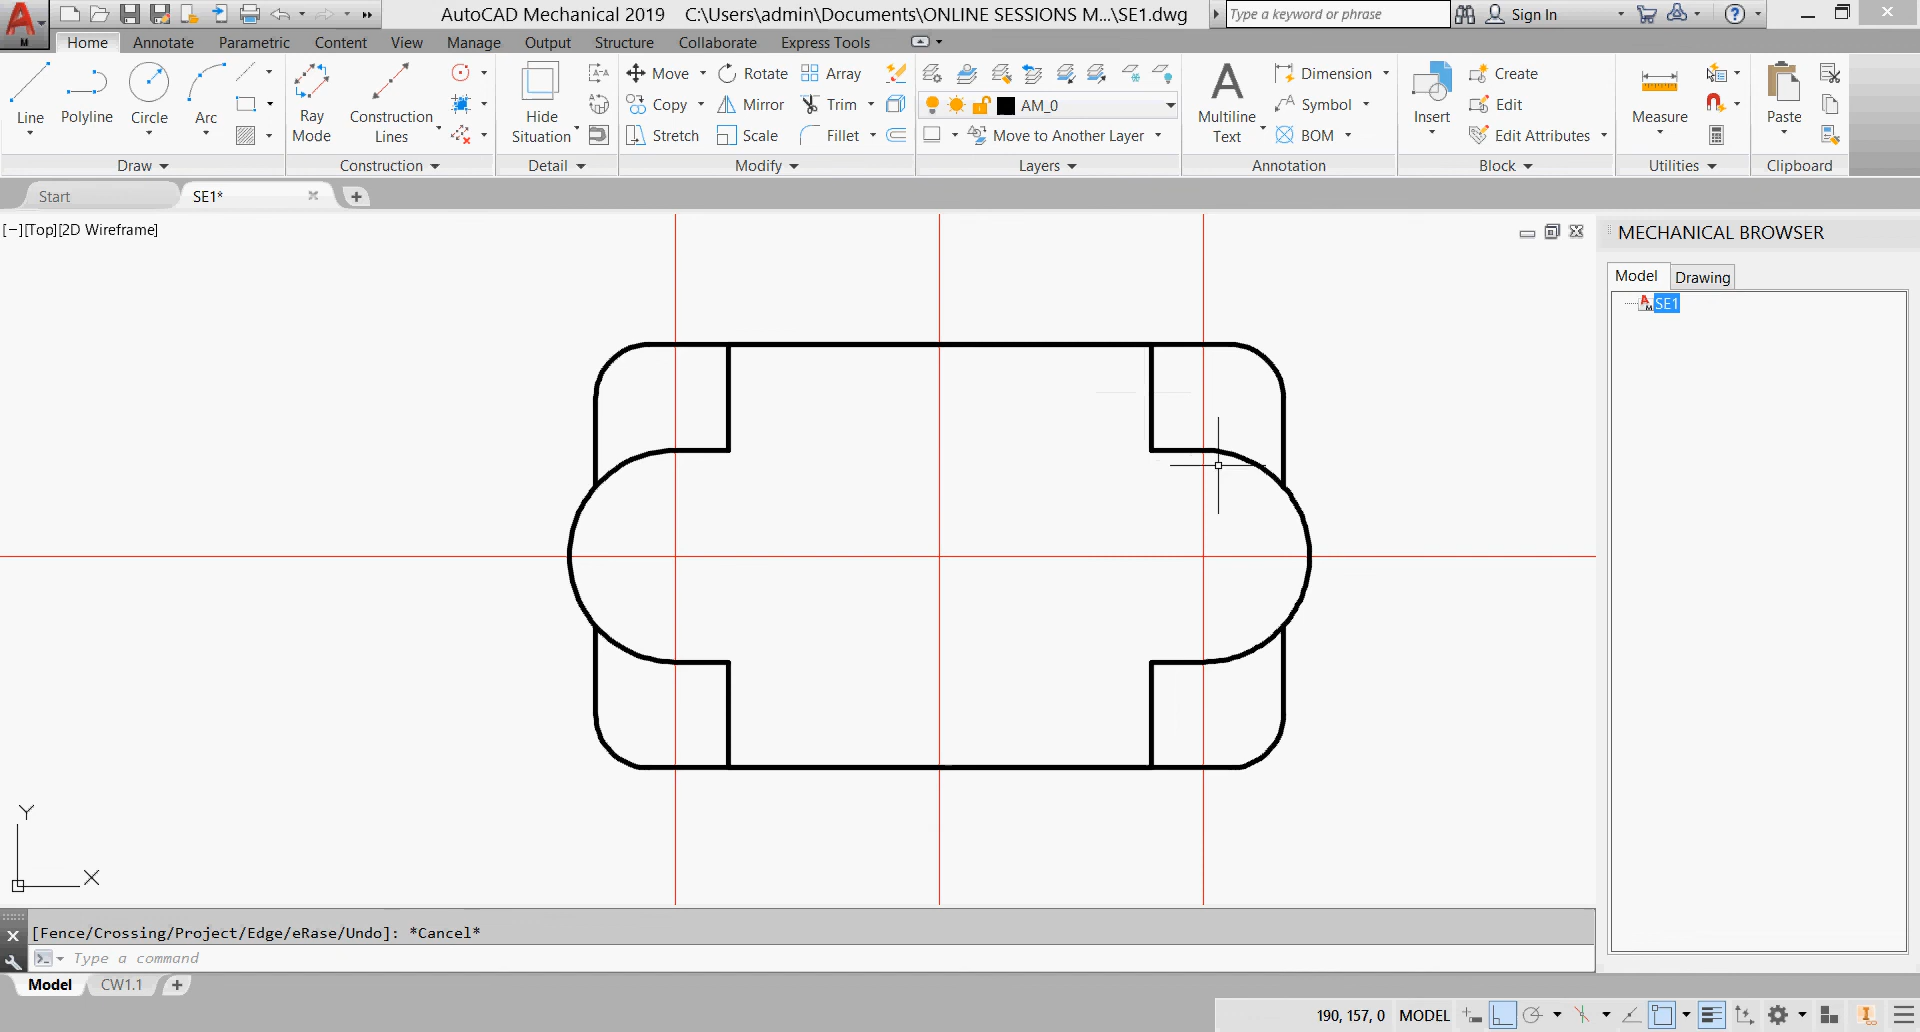 AutoCAD Mechanical 2019 C:\Users\admin\Documents\ONLINE SESSIONS M...\SE1.dwg
Type a keyword or phrase
Sign In
Home Annotate Parametric Content View Manage Output Structure Collaborate Express Tools
Line
Polyline
Circle
Arc
Draw
Ray
Mode
Construction
Lines
Construction
Hide
Situation
Detail
Move
Rotate
Array
Copy
Mirror
Trim
Stretch
Scale
Fillet
Modify
AM_0
Move to Another Layer
Layers
Multiline
Text
Dimension
Symbol
BOM
Annotation
Insert
Create
Edit
Edit Attributes
Block
Measure
Utilities
Paste
Clipboard
Start
SE1*
[−][Top][2D Wireframe]
MECHANICAL BROWSER
Model
Drawing
SE1
Y
X
[Fence/Crossing/Project/Edge/eRase/Undo]: *Cancel*
Type a command
Model
CW1.1
190, 157, 0
MODEL